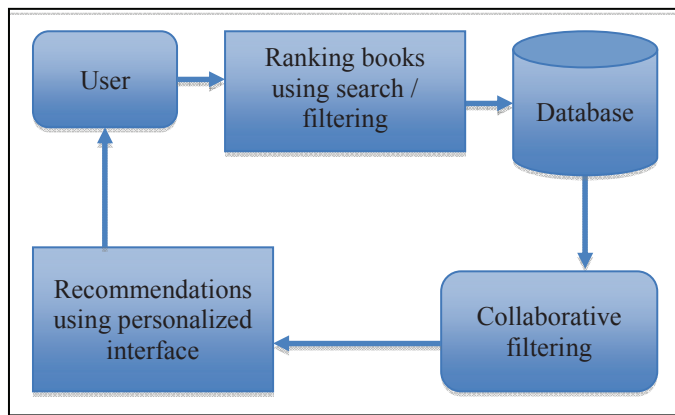 User
Ranking books
using search /
filtering
Database
Recommendations
using personalized
interface
Collaborative
filtering